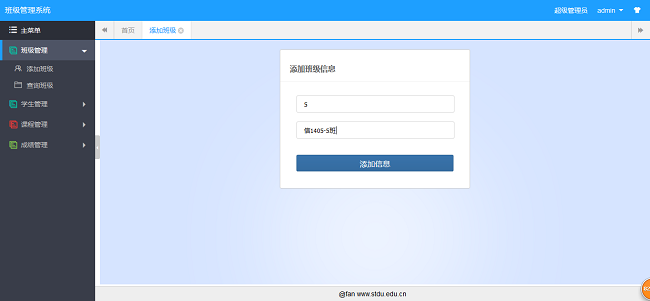 班级管理系统
超级管理员 admin
主菜单
首页 添加班级
班级管理
添加班级
查询班级
学生管理
课程管理
成绩管理
添加班级信息
5
信1405-5班
添加信息
@fan www.stdu.edu.cn